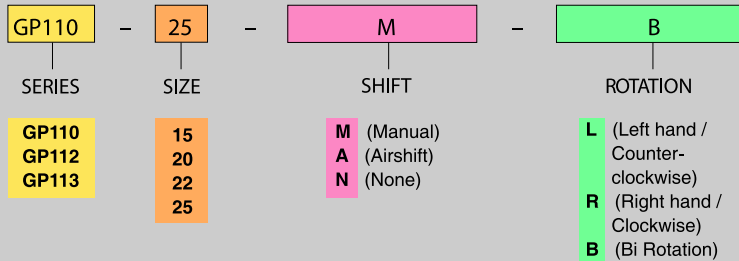 GP110 - 25 - M - B
SERIES SIZE SHIFT ROTATION
GP110
GP112
GP113
15
20
22
25
M (Manual)
A (Airshift)
N (None)
L (Left hand /
Counter-
clockwise)
R (Right hand /
Clockwise)
B (Bi Rotation)